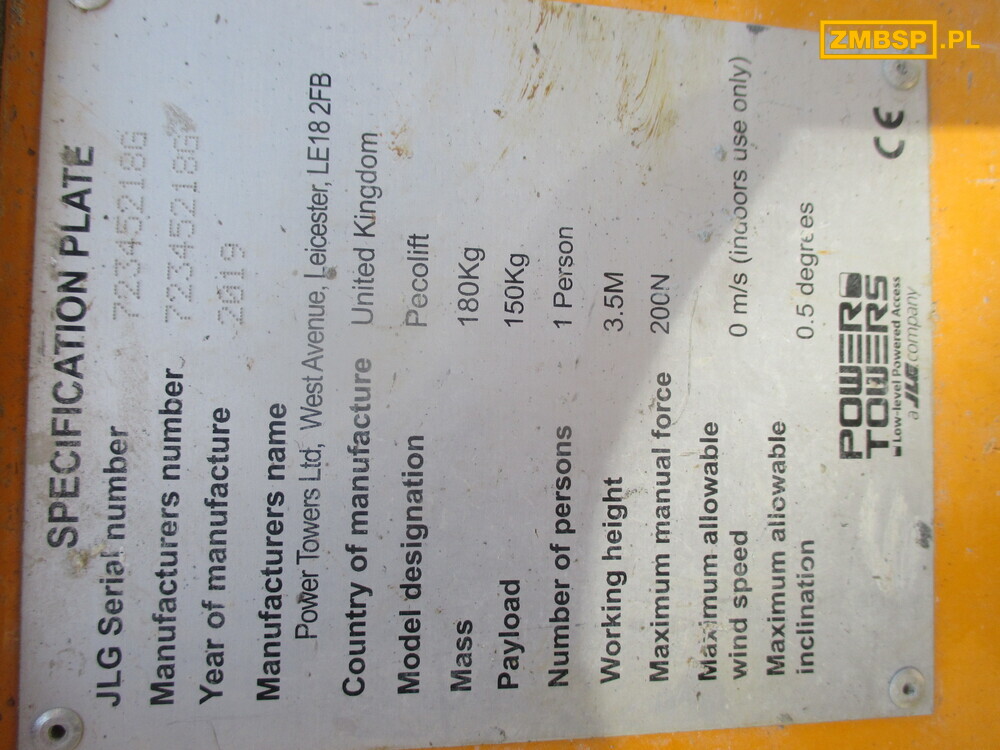 ZMBSP.PL
SPECIFICATION PLATE
JLG Serial number 72345218G
Manufacturers number 72345218G
Year of manufacture 2019
Manufacturers name
Power Towers Ltd, West Avenue, Leicester, LE18 2FB
Country of manufacture United Kingdom
Model designation Pecolift
Mass 180Kg
Payload 150Kg
Number of persons 1 Person
Working height 3.5M
Maximum manual force 200N
Maximum allowable
wind speed 0 m/s (indoors use only)
Maximum allowable
inclination 0.5 degrees
POWER
TOWERS
Low-level Powered Access
a JLG company
CE